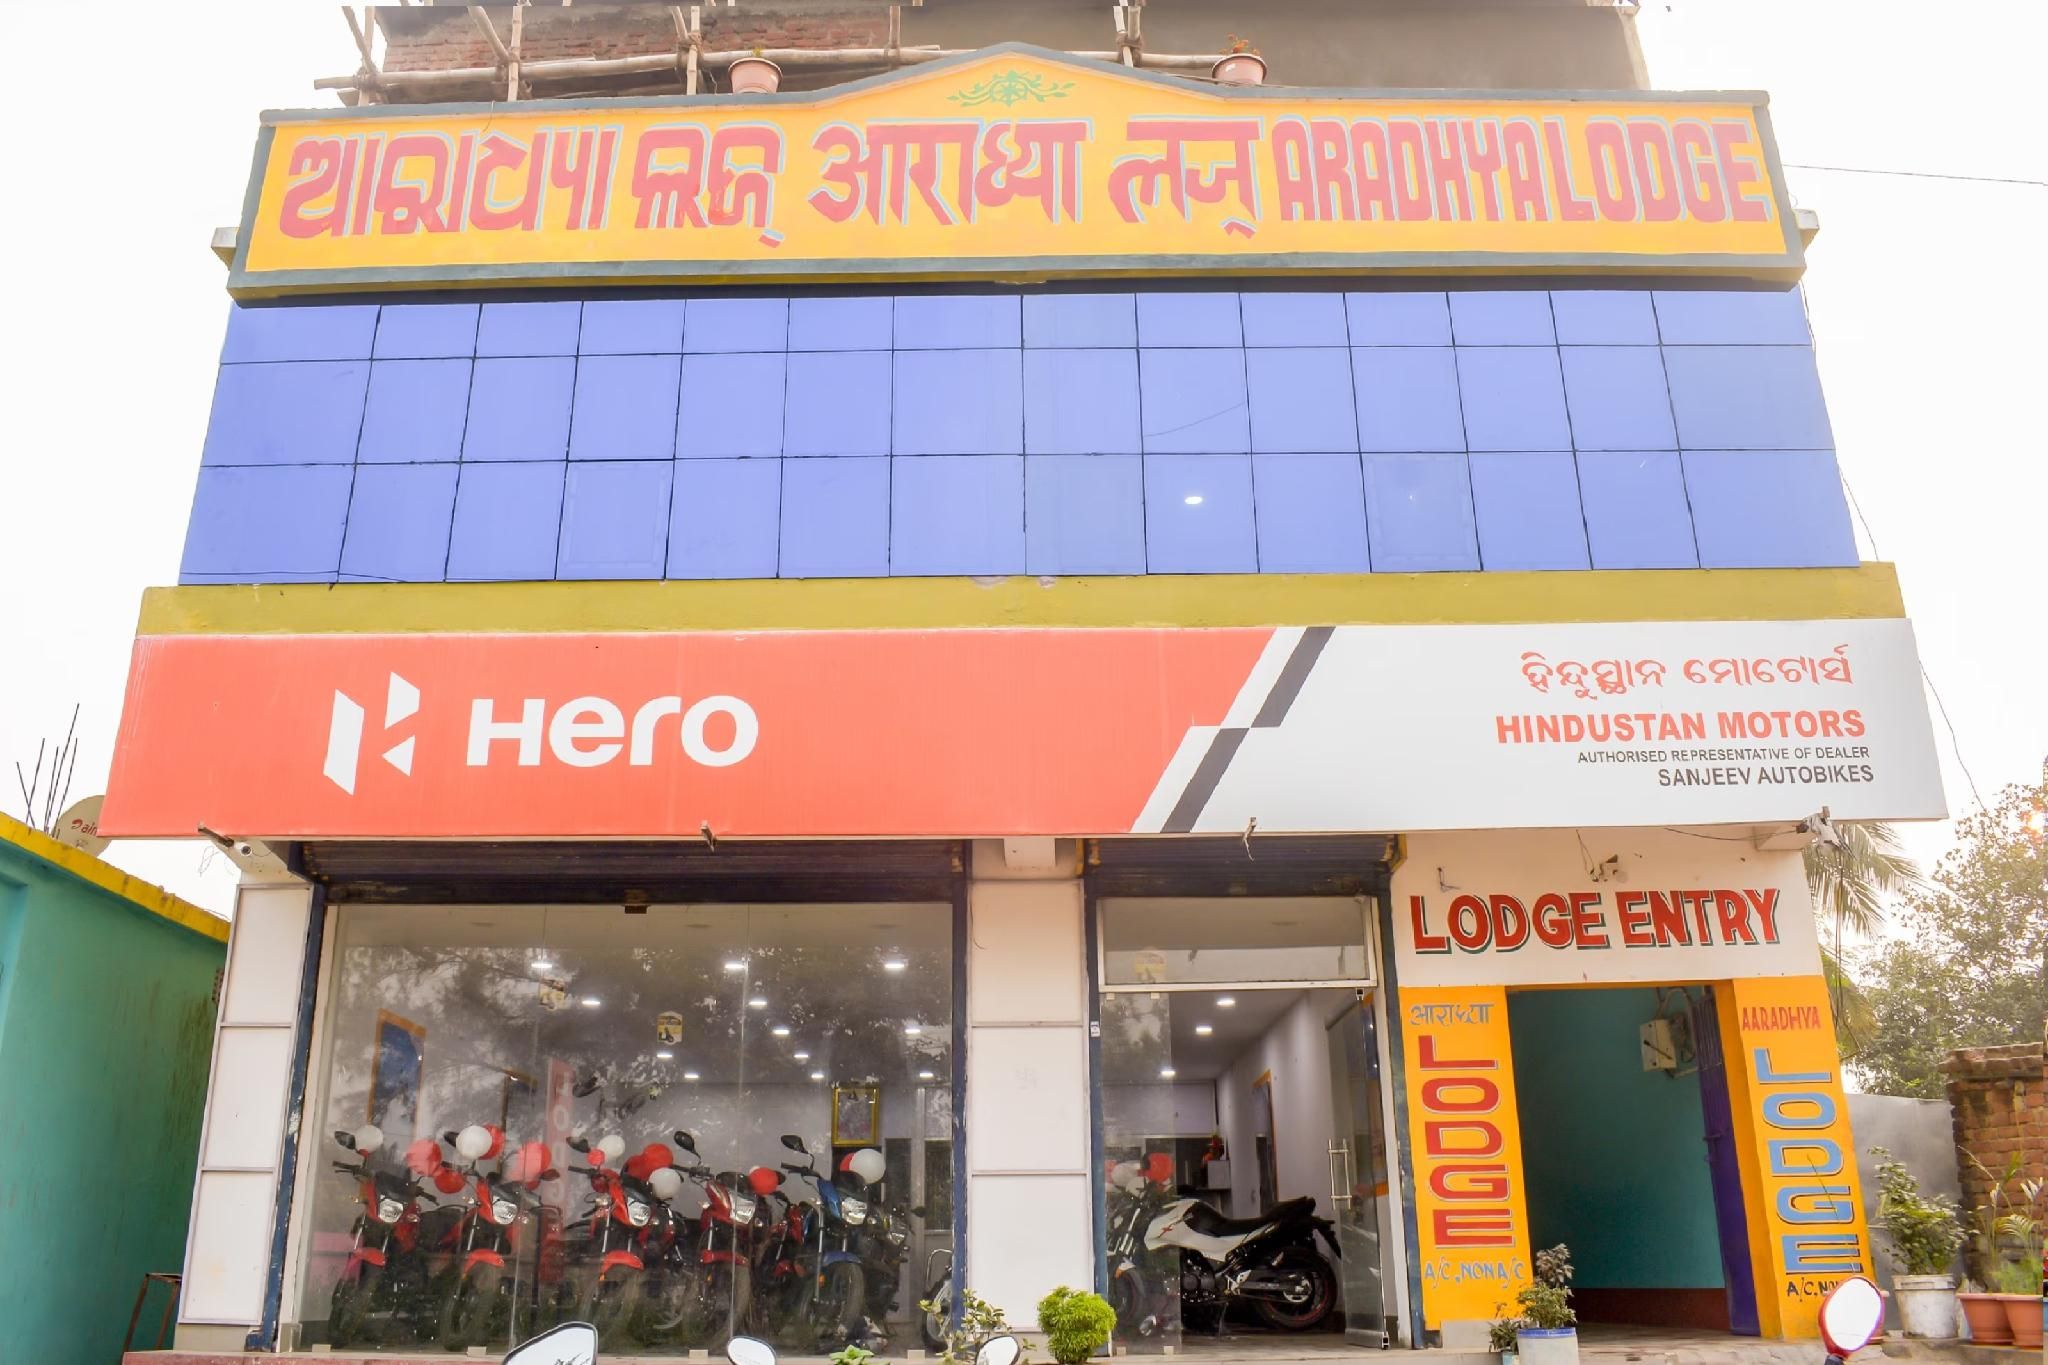 ଆରାଧ୍ୟା ଲଜ୍ आराध्या लज् ARADHYA LODGE
Hero
ହିନ୍ଦୁସ୍ଥାନ ମୋଟୋର୍ସ
HINDUSTAN MOTORS
AUTHORISED REPRESENTATIVE OF DEALER
SANJEEV AUTOBIKES
LODGE ENTRY
आराध्या
LODGE
A/C, NON A/C
AARADHYA
LODGE
A/C,